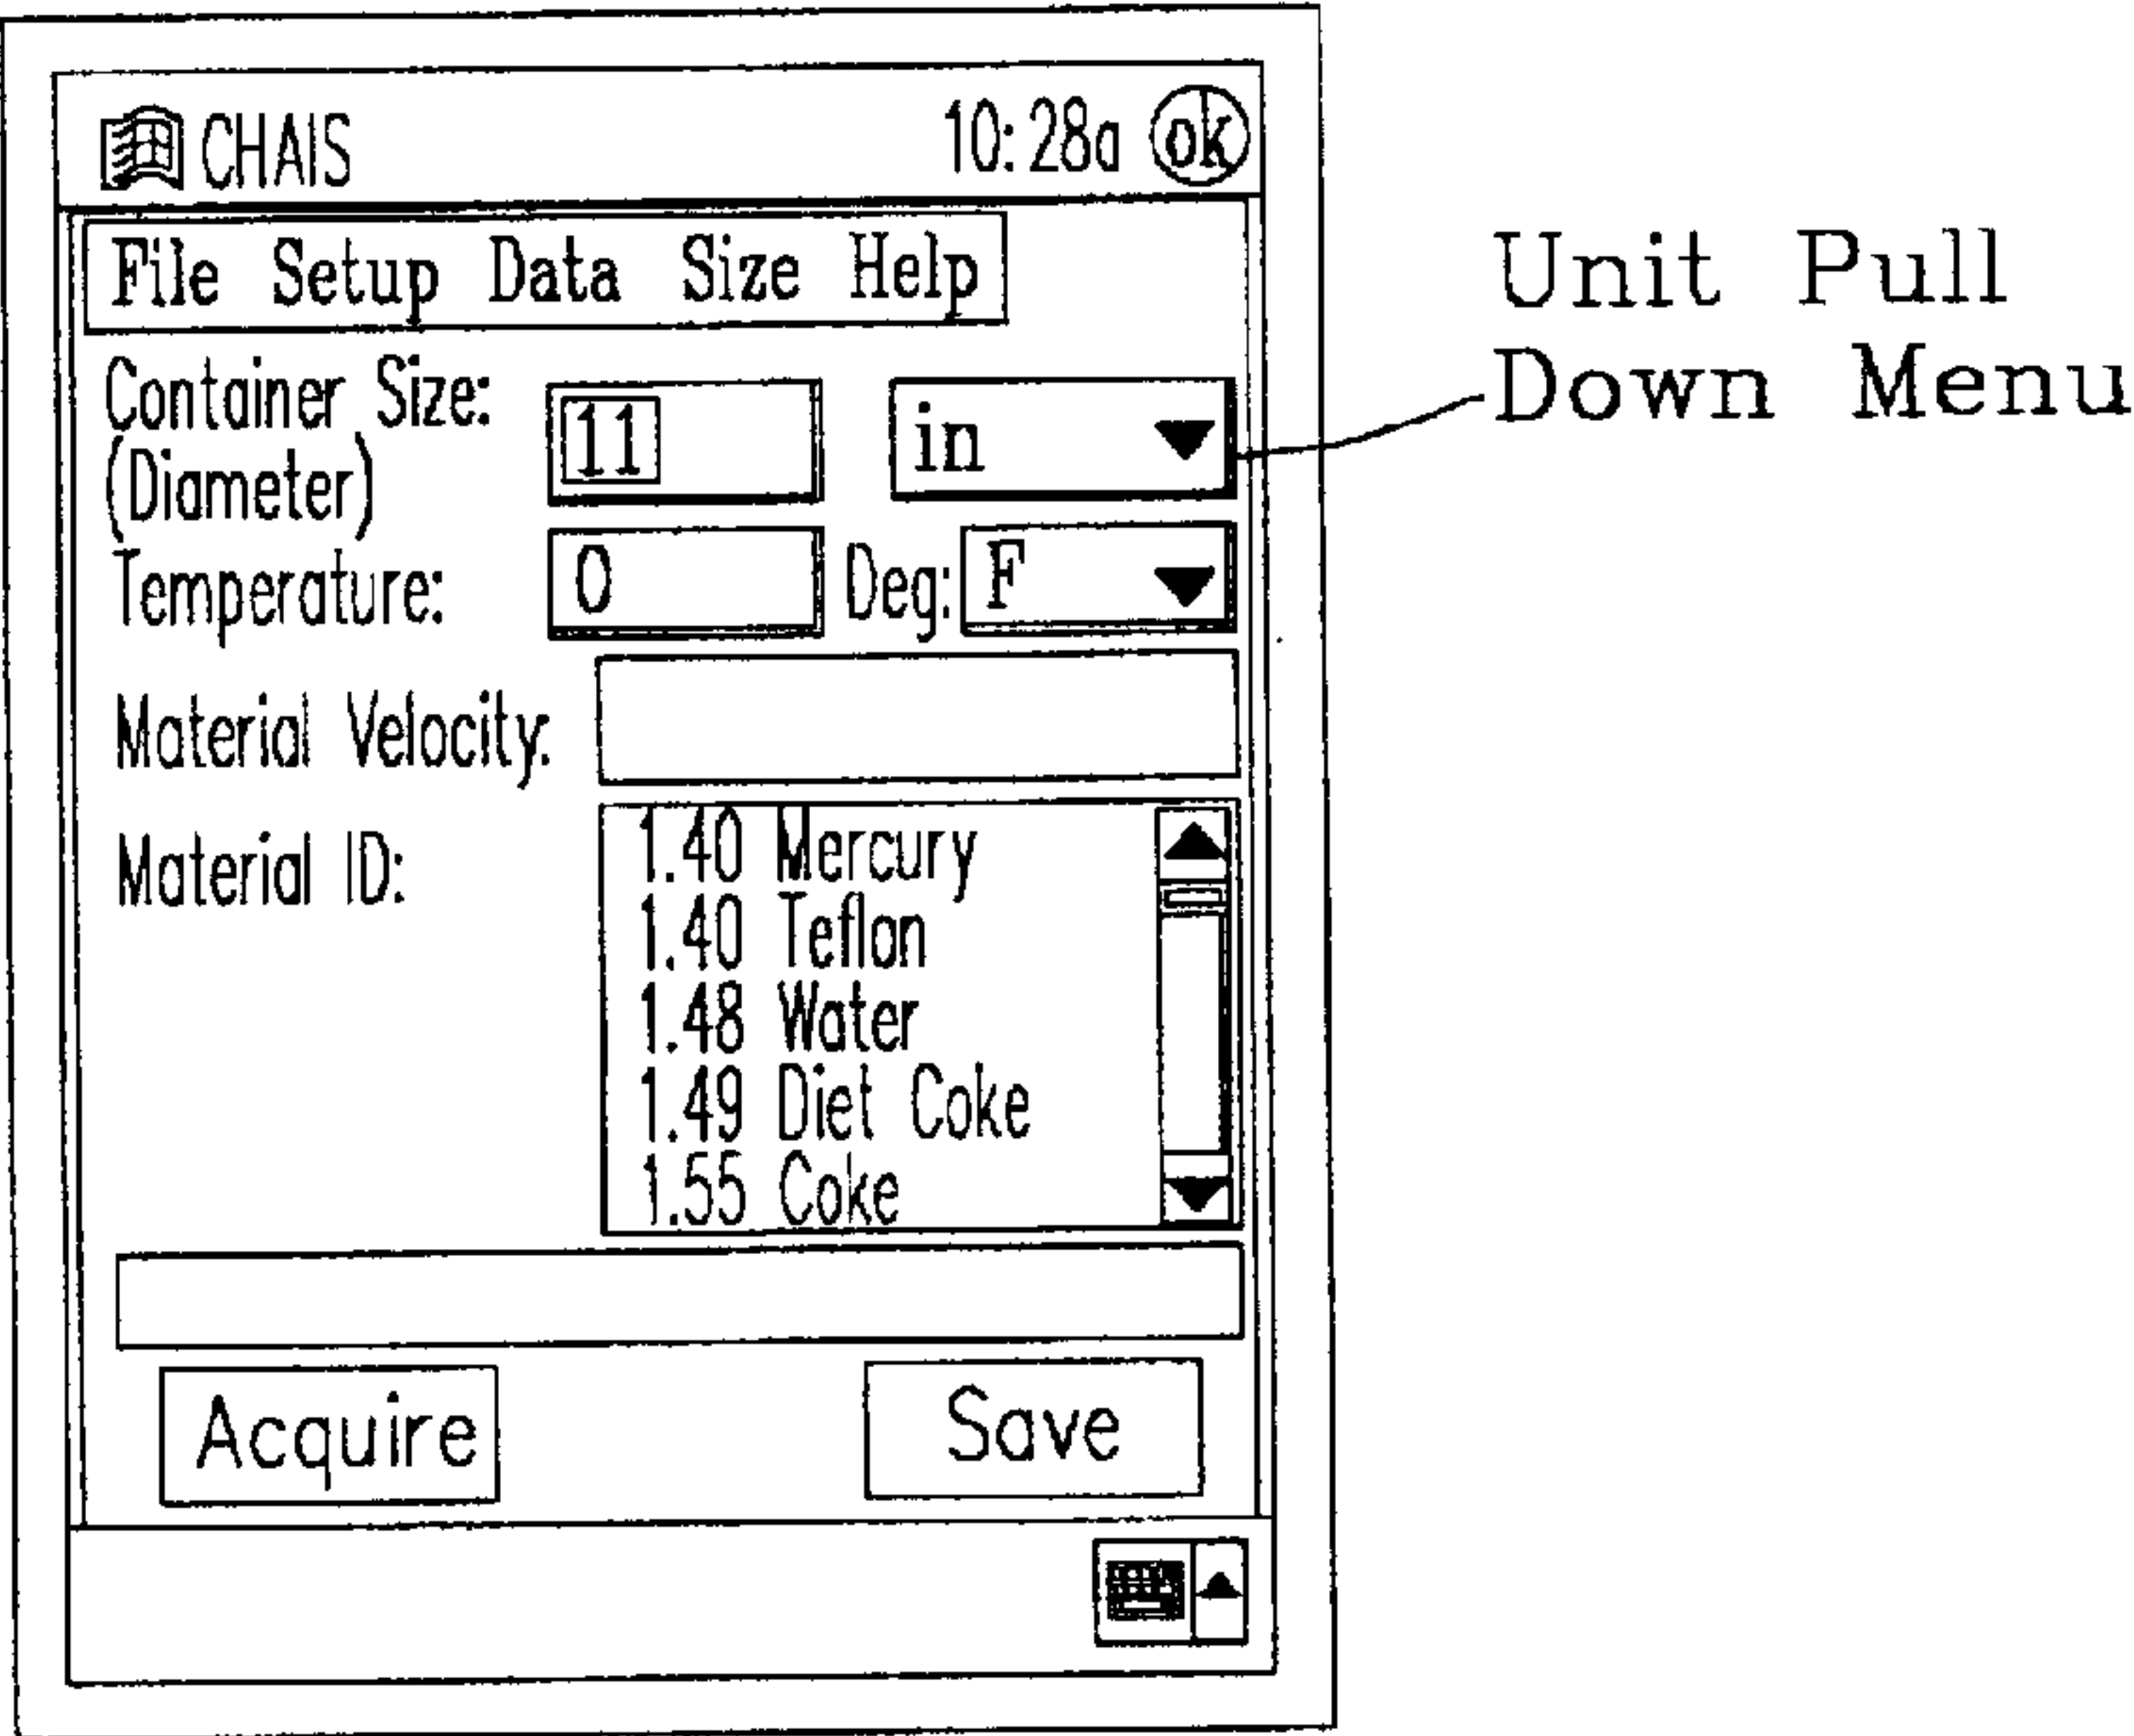 CHAIS 10:28a ok
File Setup Data Size Help
Container Size: 11 in
(Diameter)
Temperature: 0 Deg: F
Material Velocity:
Material ID:
1.40 Mercury
1.40 Teflon
1.48 Water
1.49 Diet Coke
1.55 Coke
Acquire Save
Unit Pull
Down Menu